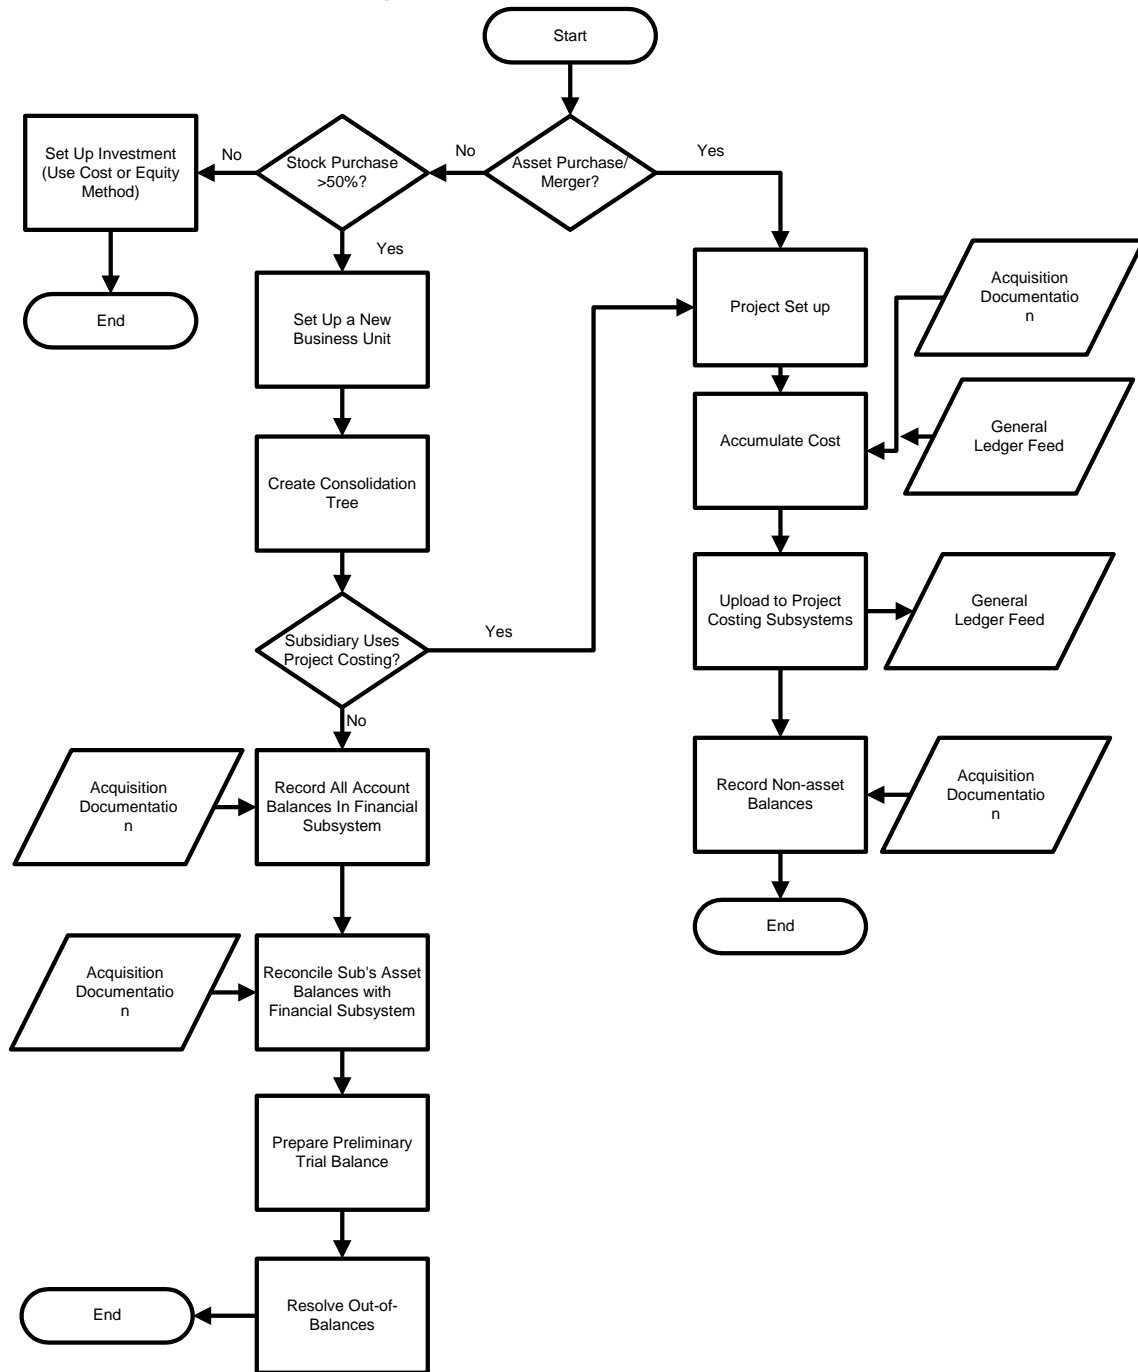 Start
Set Up Investment
(Use Cost or Equity
Method)
No
Stock Purchase
>50%?
No
Asset Purchase/
Merger?
Yes
Yes
End
Set Up a New
Business Unit
Project Set up
Acquisition
Documentatio
n
Accumulate Cost
General
Ledger Feed
Create Consolidation
Tree
Upload to Project
Costing Subsystems
General
Ledger Feed
Subsidiary Uses
Project Costing?
Yes
No
Acquisition
Documentatio
n
Record All Account
Balances In Financial
Subsystem
Record Non-asset
Balances
Acquisition
Documentatio
n
End
Acquisition
Documentatio
n
Reconcile Sub's Asset
Balances with
Financial Subsystem
Prepare Preliminary
Trial Balance
End
Resolve Out-of-
Balances